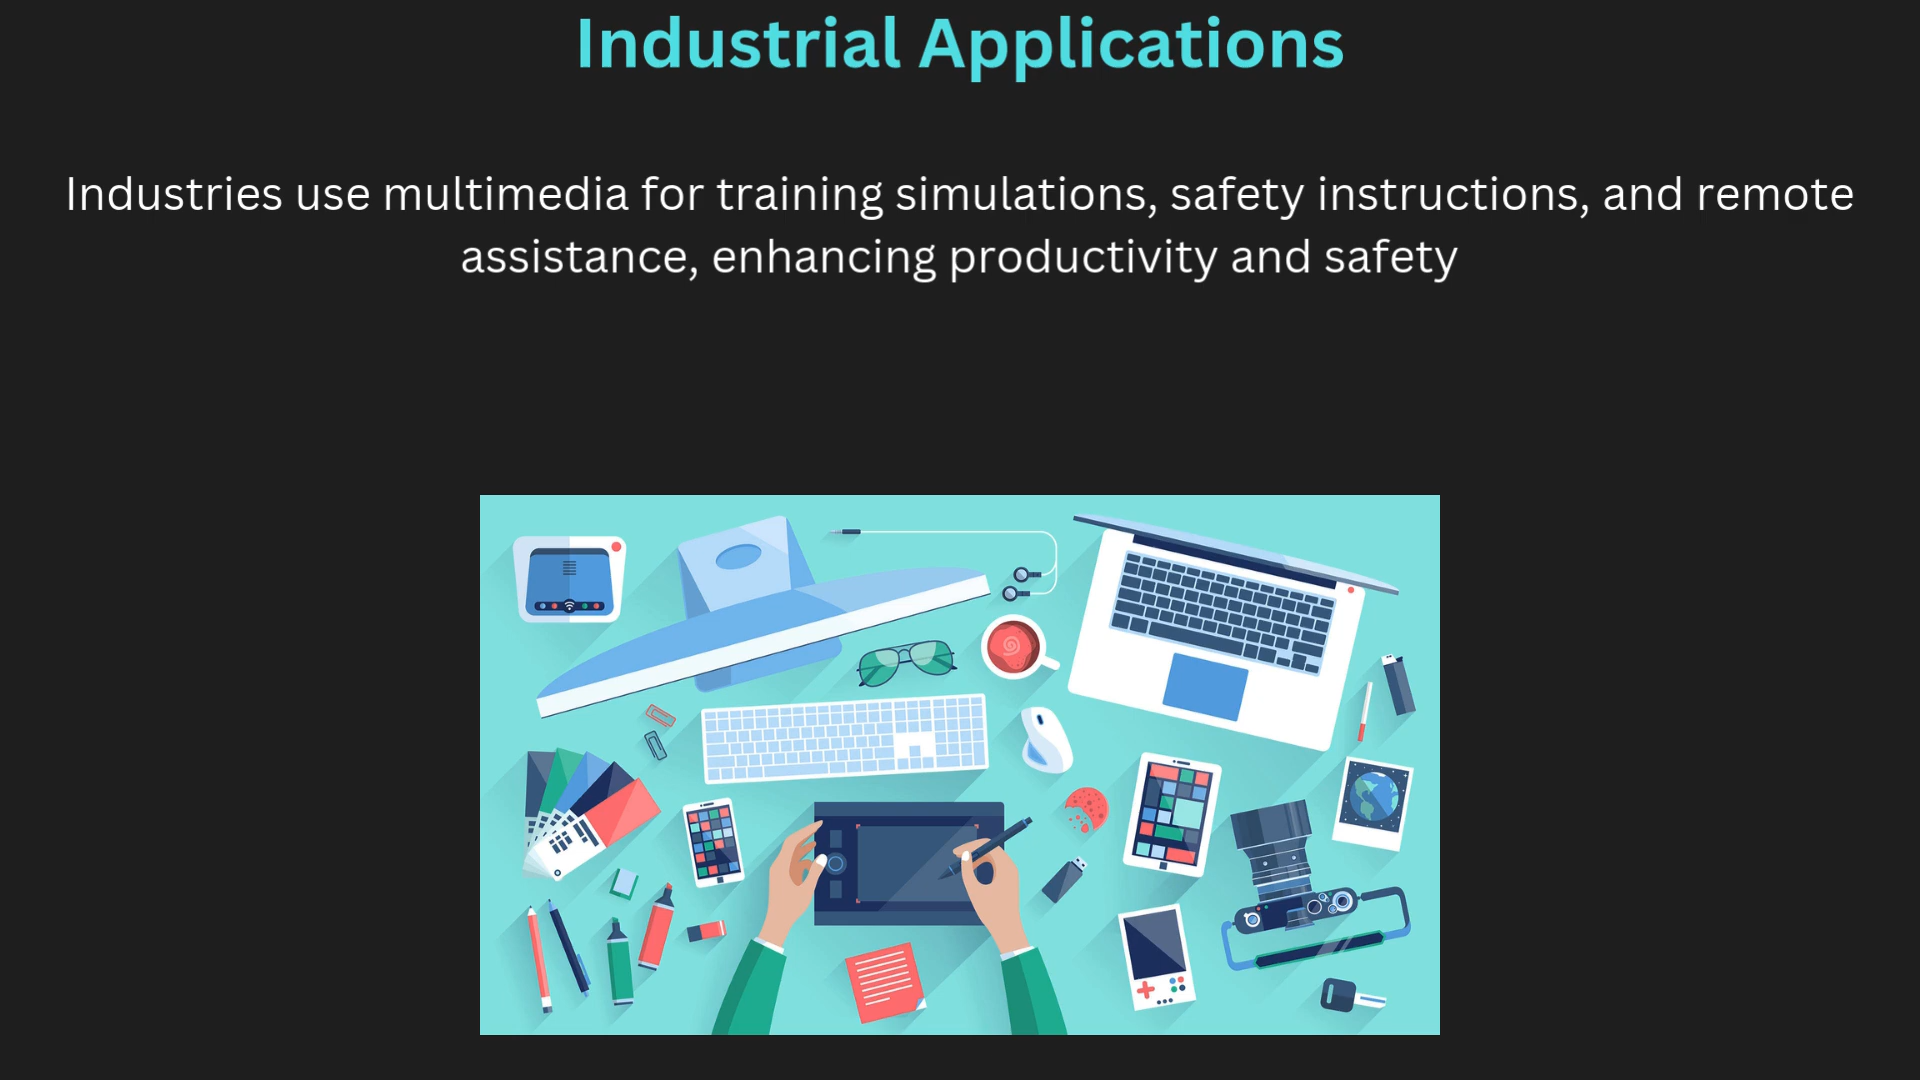 Industrial Applications
Industries use multimedia for training simulations, safety instructions, and remote
assistance, enhancing productivity and safety